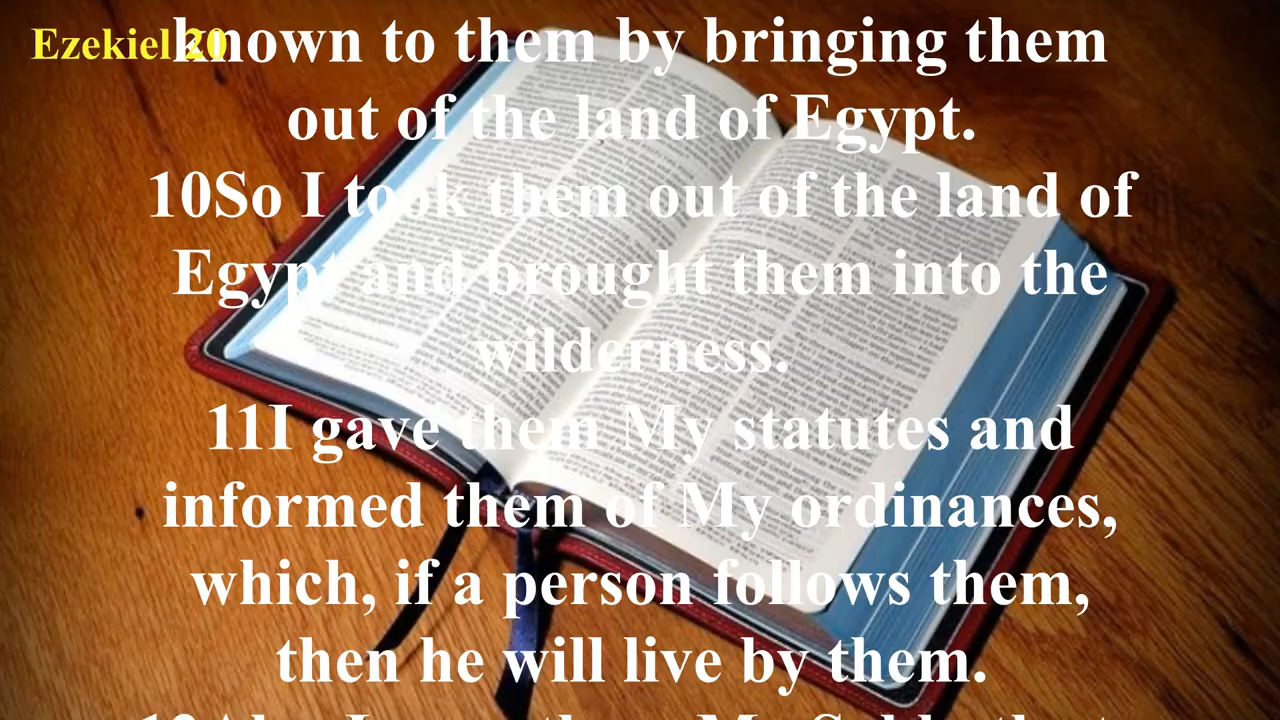 Ezekiel 20
known to them by bringing them
out of the land of Egypt.
10So I took them out of the land of
Egypt and brought them into the
wilderness.
11I gave them My statutes and
informed them of My ordinances,
which, if a person follows them,
then he will live by them.